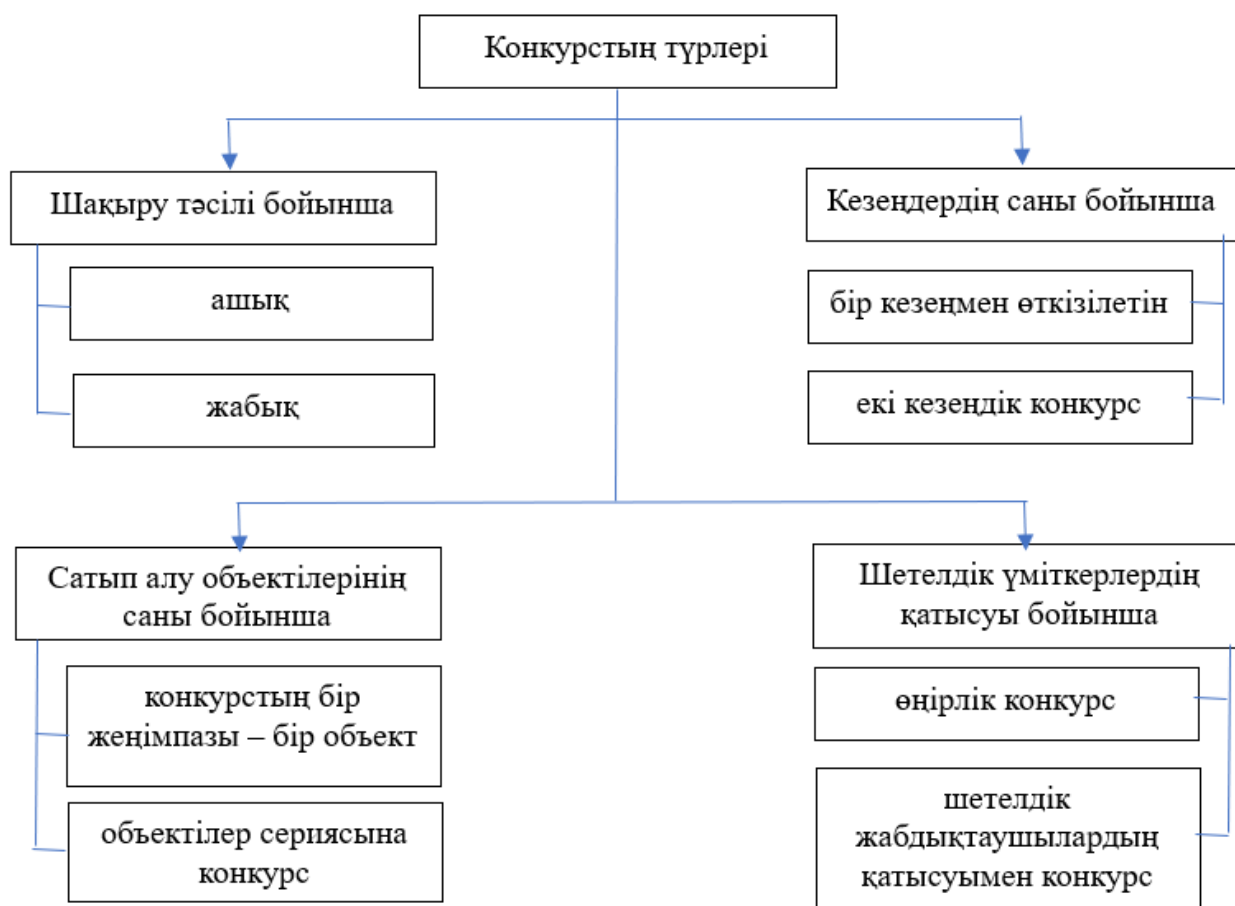 Конкурстың түрлері
Шақыру тәсілі бойынша
ашық
жабық
Кезеңдердің саны бойынша
бір кезеңмен өткізілетін
екі кезеңдік конкурс
Сатып алу объектілерінің
саны бойынша
конкурстың бір
жеңімпазы – бір объект
объектілер сериясына
конкурс
Шетелдік үміткерлердің
қатысуы бойынша
өңірлік конкурс
шетелдік
жабдықтаушылардың
қатысуымен конкурс